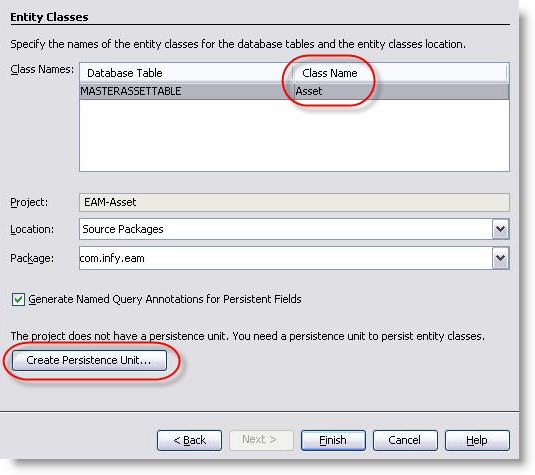 Entity Classes
Specify the names of the entity classes for the database tables and the entity classes location.
Class Names: Database Table Class Name
MASTERASSETTABLE Asset
Project: EAM-Asset
Location: Source Packages
Package: com.infy.eam
Generate Named Query Annotations for Persistent Fields
The project does not have a persistence unit. You need a persistence unit to persist entity classes.
Create Persistence Unit...
< Back Next > Finish Cancel Help